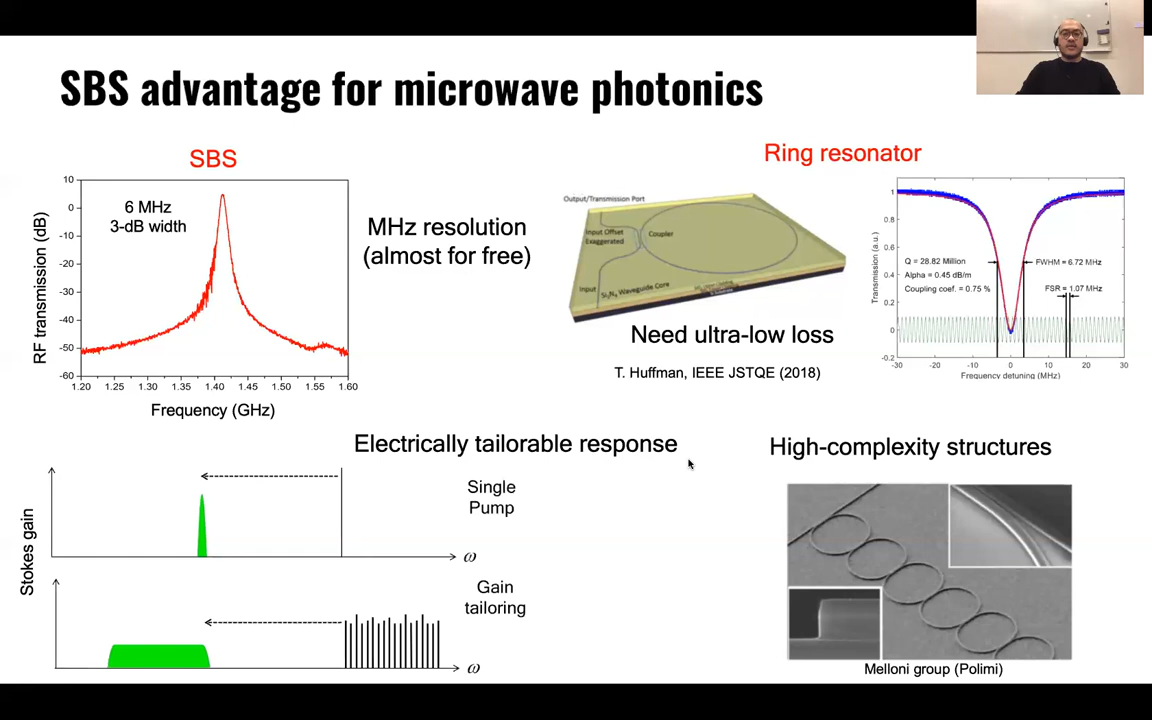 SBS advantage for microwave photonics
SBS
10
0
-10
-20
-30
-40
-50
-60
RF transmission (dB)
6 MHz
3-dB width
1.20 1.25 1.30 1.35 1.40 1.45 1.50 1.55 1.60
Frequency (GHz)
MHz resolution
(almost for free)
Ring resonator
Output/Transmission Port
Input Offset
Exaggerated
Coupler
Input
Si₃N₄ Waveguide Core
Need ultra-low loss
T. Huffman, IEEE JSTQE (2018)
1
0.8
0.6
0.4
0.2
0
-0.2
Transmission (a.u.)
Q = 28.82 Million
Alpha = 0.45 dB/m
Coupling coef. = 0.75 %
FWHM = 6.72 MHz
FSR = 1.07 MHz
-30 -20 -10 0 10 20 30
Frequency detuning (MHz)
Electrically tailorable response
Stokes gain
Single
Pump
ω
Gain
tailoring
ω
High-complexity structures
Melloni group (Polimi)